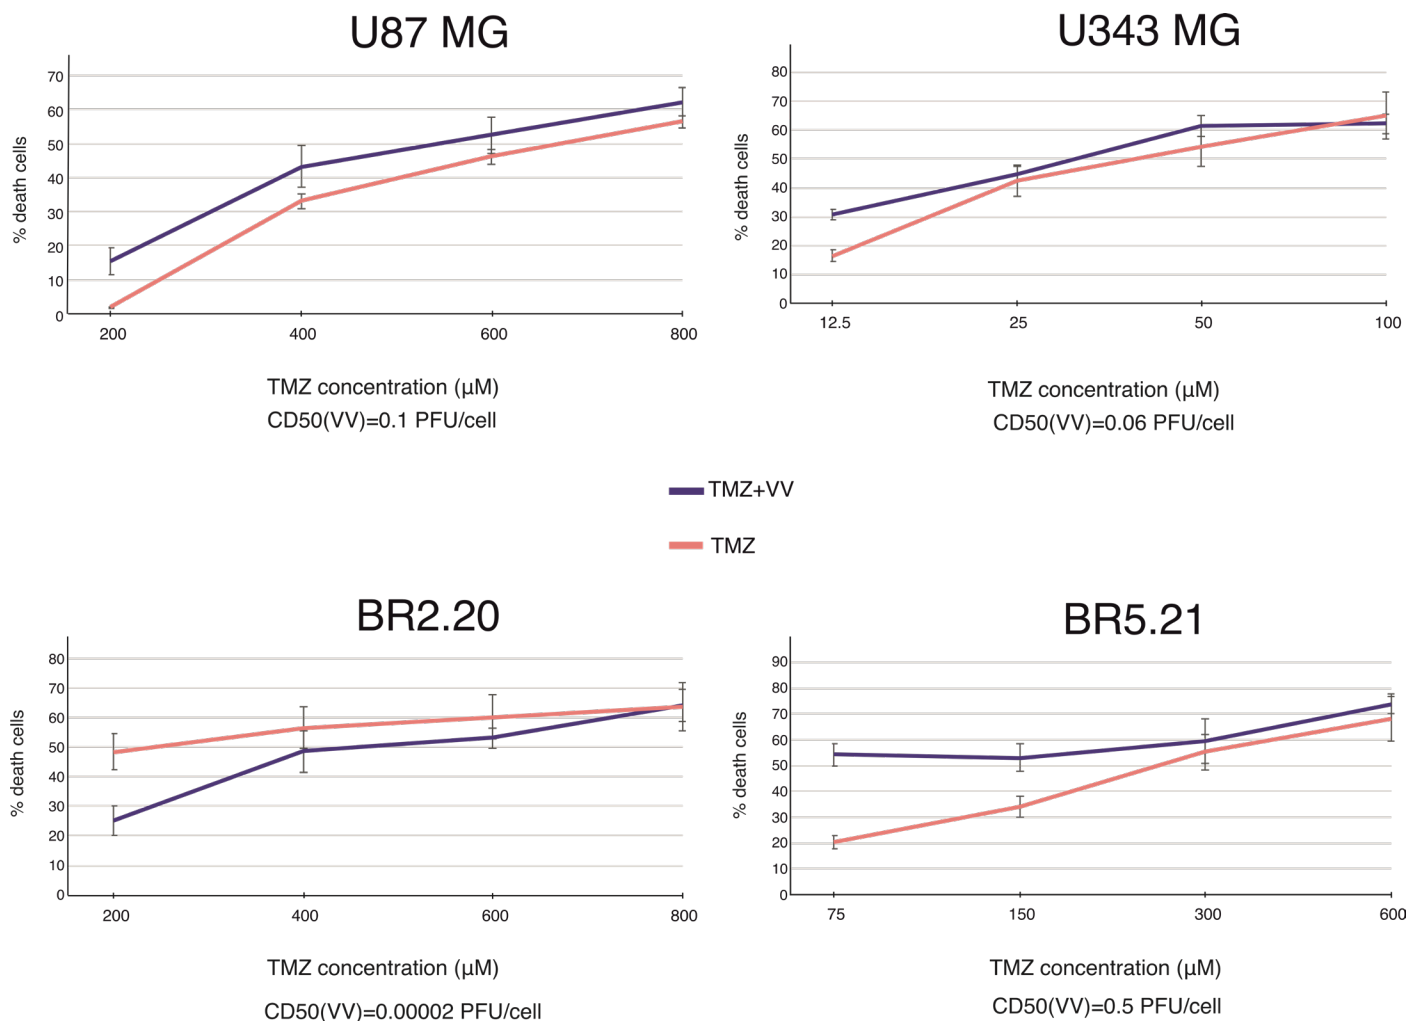 U87 MG
70
60
50
40
30
20
10
0
% death cells
200 400 600 800
TMZ concentration (µM)
CD50(VV)=0.1 PFU/cell
U343 MG
80
70
60
50
40
30
20
10
0
% death cells
12.5 25 50 100
TMZ concentration (µM)
CD50(VV)=0.06 PFU/cell
TMZ+VV
TMZ
BR2.20
80
70
60
50
40
30
20
10
0
% death cells
200 400 600 800
TMZ concentration (µM)
CD50(VV)=0.00002 PFU/cell
BR5.21
90
80
70
60
50
40
30
20
10
0
% death cells
75 150 300 600
TMZ concentration (µM)
CD50(VV)=0.5 PFU/cell